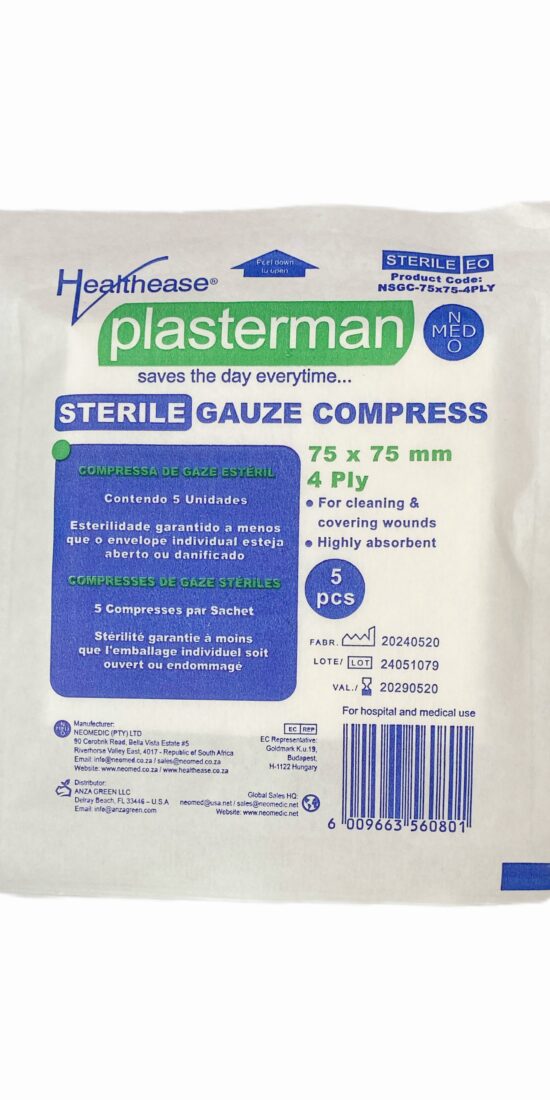 Healthease®
Peel down
to open
STERILE EO
Product Code:
NSGC-75x75-4PLY
plasterman
NEO
MED
saves the day everytime...
STERILE GAUZE COMPRESS
COMPRESSA DE GAZE ESTÉRIL
Contendo 5 Unidades
Esterilidade garantido a menos
que o envelope individual esteja
aberto ou danificado
COMPRESSES DE GAZE STÉRILES
5 Compresses par Sachet
Stérilité garantie à moins
que l'emballage individuel soit
ouvert ou endommagé
75 x 75 mm
4 Ply
• For cleaning &
covering wounds
• Highly absorbent
5
pcs
FABR. 20240520
LOTE/ LOT 24051079
VAL./ 20290520
For hospital and medical use
Manufacturer:
NEOMEDIC (PTY) LTD
90 Cerobrik Road, Bella Vista Estate #5
Riverhorse Valley East, 4017 - Republic of South Africa
Email: info@neomed.co.za / sales@neomed.co.za
Website: www.neomed.co.za / www.healthease.co.za
Distributor:
ANZA GREEN LLC
Delray Beach, FL 33446 – U.S.A
Email: info@anzagreen.com
EC REP
EC Representative:
Goldmark K.u.19,
Budapest,
H-1122 Hungary
Global Sales HQ:
neomed@usa.net / sales@neomedic.net
Website: www.neomedic.net
6 009663 560801